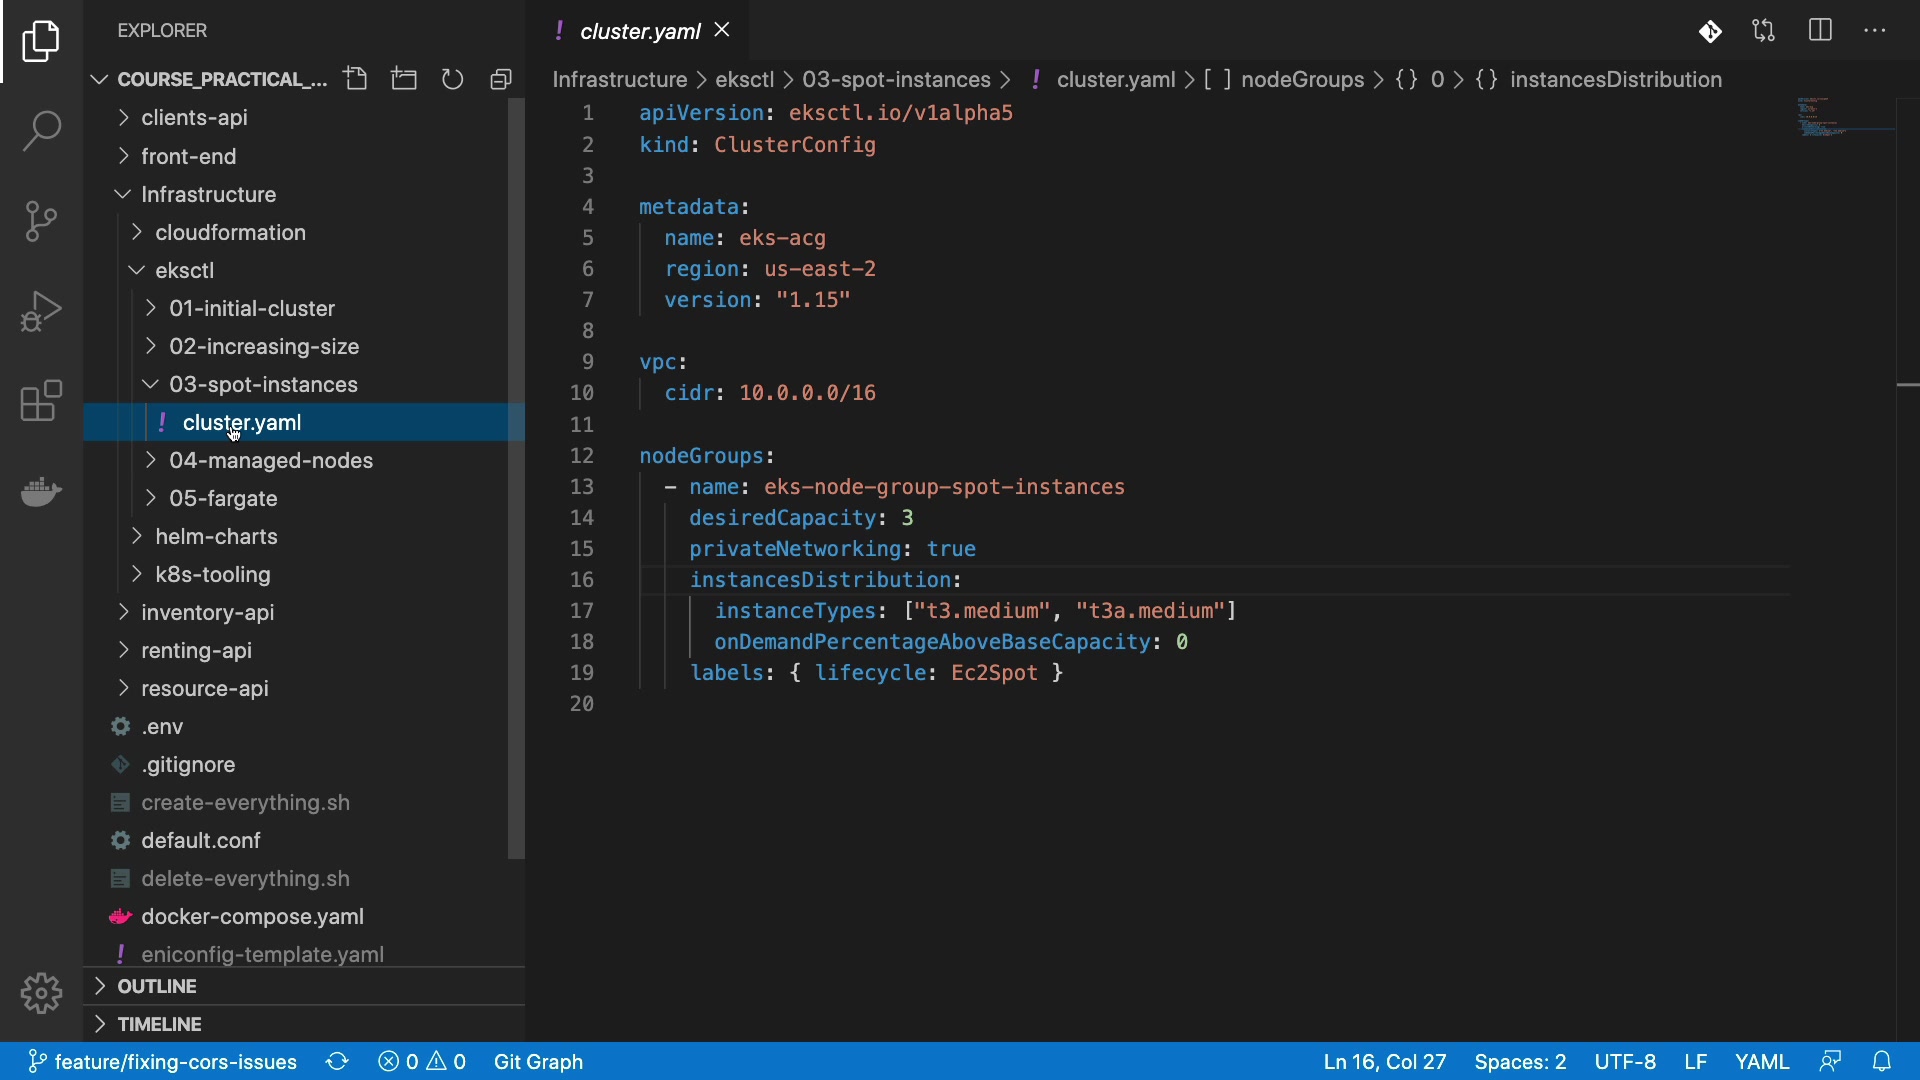 EXPLORER
COURSE_PRACTICAL_...
clients-api
front-end
Infrastructure
cloudformation
eksctl
01-initial-cluster
02-increasing-size
03-spot-instances
! cluster.yaml
04-managed-nodes
05-fargate
helm-charts
k8s-tooling
inventory-api
renting-api
resource-api
.env
.gitignore
create-everything.sh
default.conf
delete-everything.sh
docker-compose.yaml
! eniconfig-template.yaml
OUTLINE
TIMELINE
! cluster.yaml
Infrastructure > eksctl > 03-spot-instances > ! cluster.yaml > [ ] nodeGroups > {} 0 > {} instancesDistribution
1 apiVersion: eksctl.io/v1alpha5
2 kind: ClusterConfig
3
4 metadata:
5 name: eks-acg
6 region: us-east-2
7 version: "1.15"
8
9 vpc:
10 cidr: 10.0.0.0/16
11
12 nodeGroups:
13 - name: eks-node-group-spot-instances
14 desiredCapacity: 3
15 privateNetworking: true
16 instancesDistribution:
17 instanceTypes: ["t3.medium", "t3a.medium"]
18 onDemandPercentageAboveBaseCapacity: 0
19 labels: { lifecycle: Ec2Spot }
20
feature/fixing-cors-issues 0 0 Git Graph Ln 16, Col 27 Spaces: 2 UTF-8 LF YAML